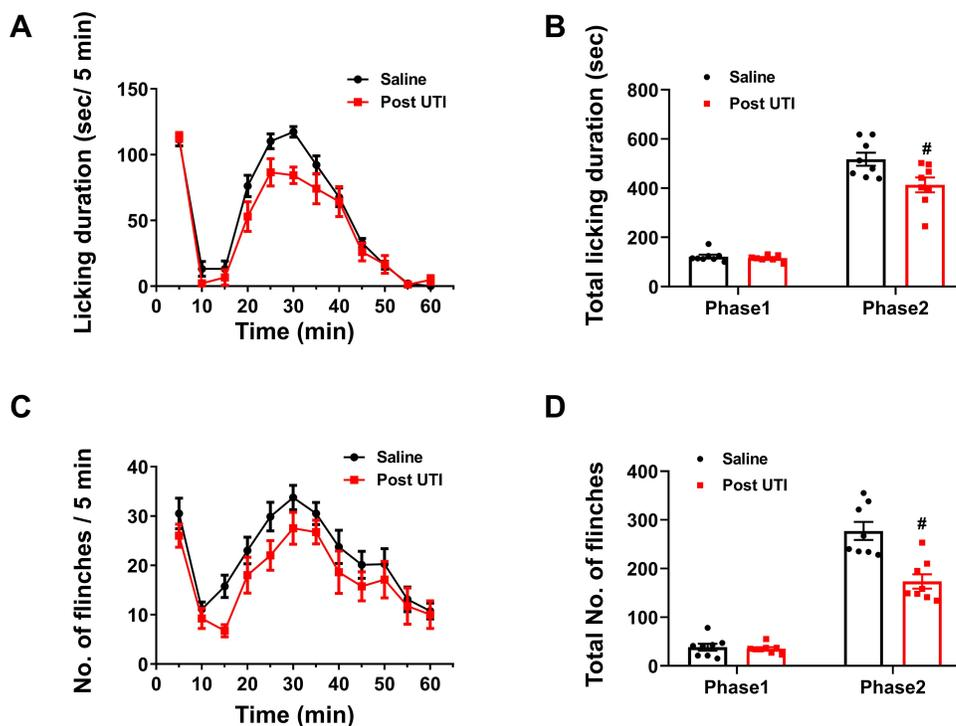 A
Licking duration (sec/ 5 min)
150
100
50
0
0 10 20 30 40 50 60
Time (min)
Saline
Post UTI
B
Total licking duration (sec)
800
600
400
200
0
Saline
Post UTI
#
Phase1 Phase2
C
No. of flinches / 5 min
40
30
20
10
0
0 10 20 30 40 50 60
Time (min)
Saline
Post UTI
D
Total No. of flinches
400
300
200
100
0
Saline
Post UTI
#
Phase1 Phase2